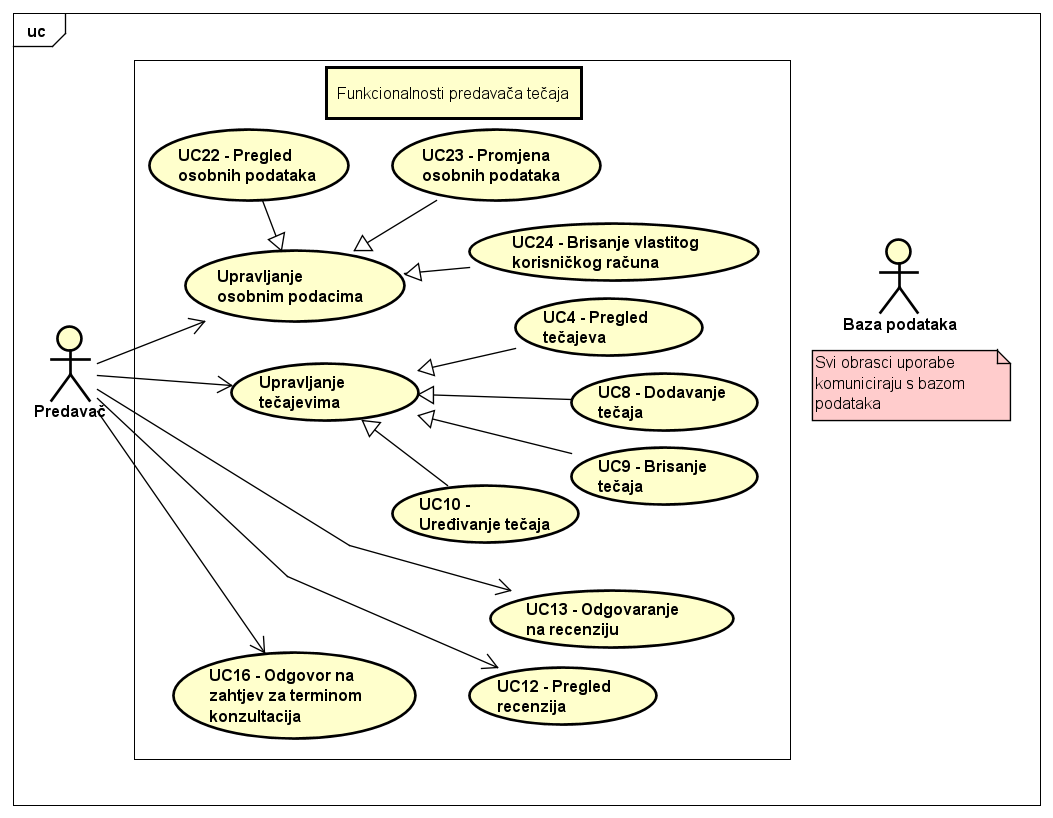 uc
Funkcionalnosti predavača tečaja
UC22 - Pregled
osobnih podataka
UC23 - Promjena
osobnih podataka
UC24 - Brisanje vlastitog
korisničkog računa
Upravljanje
osobnim podacima
UC4 - Pregled
tečajeva
Baza podataka
Svi obrasci uporabe
komuniciraju s bazom
podataka
Predavač
Upravljanje
tečajevima
UC8 - Dodavanje
tečaja
UC9 - Brisanje
tečaja
UC10 -
Uređivanje tečaja
UC13 - Odgovaranje
na recenziju
UC16 - Odgovor na
zahtjev za terminom
konzultacija
UC12 - Pregled
recenzija